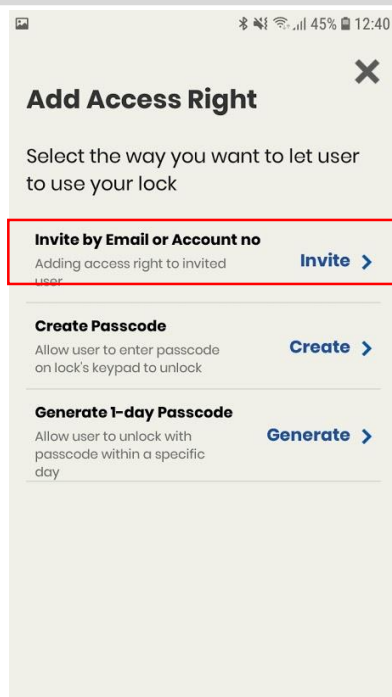 45% 12:40
Add Access Right
Select the way you want to let user
to use your lock
Invite by Email or Account no
Adding access right to invited
user
Invite
Create Passcode
Allow user to enter passcode
on lock's keypad to unlock
Create
Generate 1-day Passcode
Allow user to unlock with
passcode within a specific
day
Generate